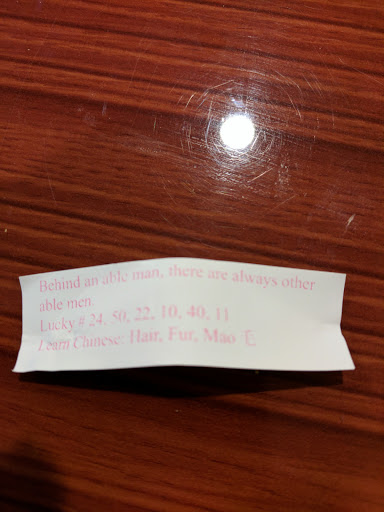 Behind an able man, there are always other
able men.
Lucky # 24, 50, 22, 10, 40, 11
Learn Chinese: Hair, Fur, Mao